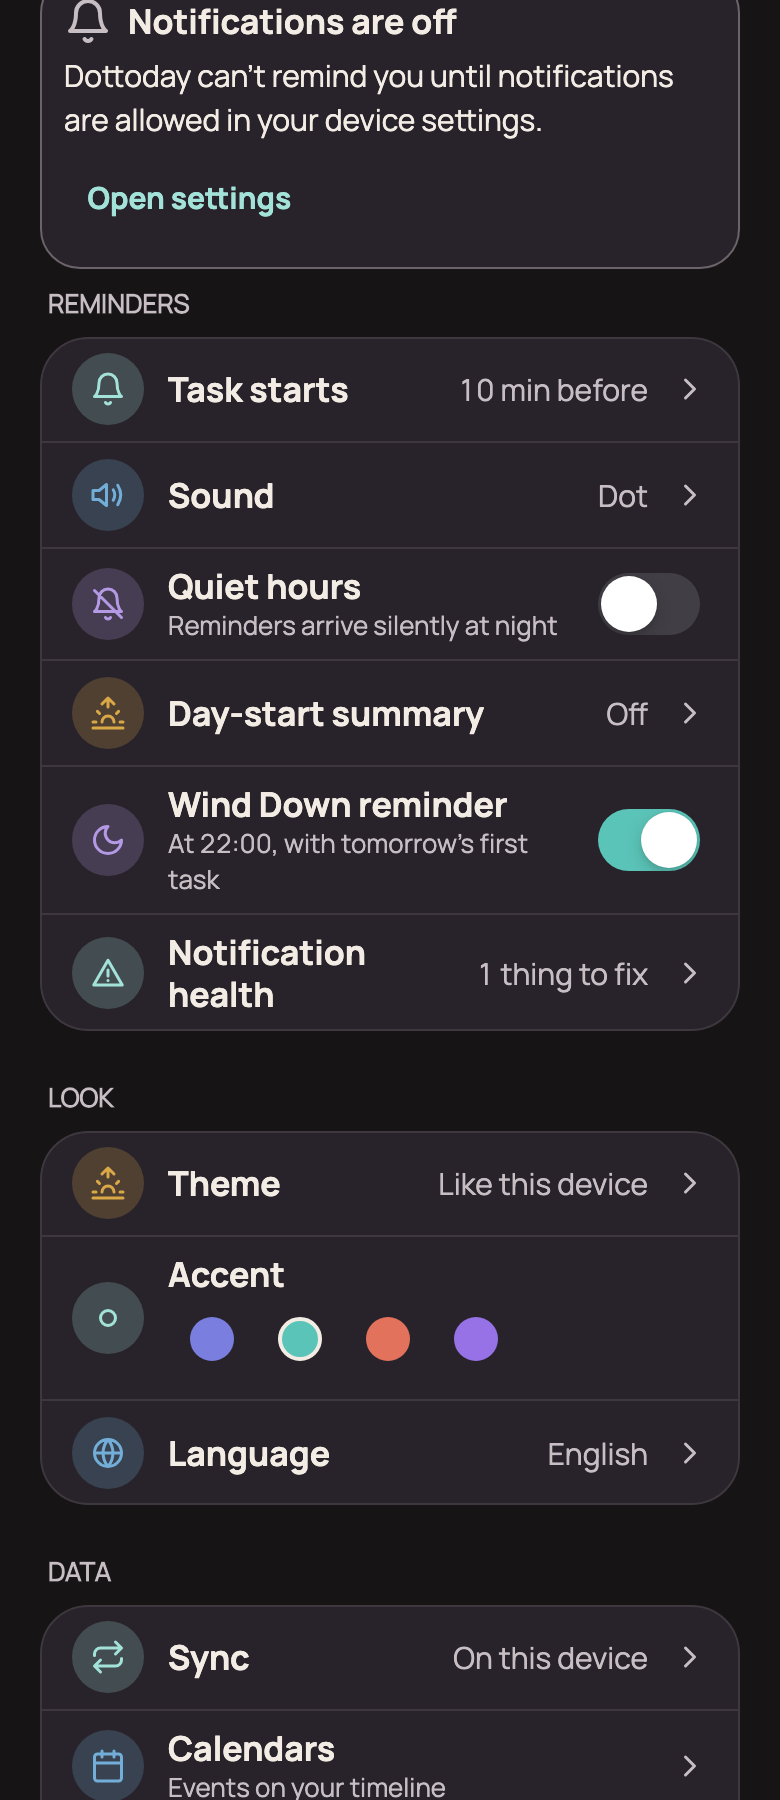 Notifications are off
Dottoday can't remind you until notifications
are allowed in your device settings.
Open settings
REMINDERS
Task starts 10 min before
Sound Dot
Quiet hours
Reminders arrive silently at night
Day-start summary Off
Wind Down reminder
At 22:00, with tomorrow's first
task
Notification
health 1 thing to fix
LOOK
Theme Like this device
Accent
Language English
DATA
Sync On this device
Calendars
Events on your timeline